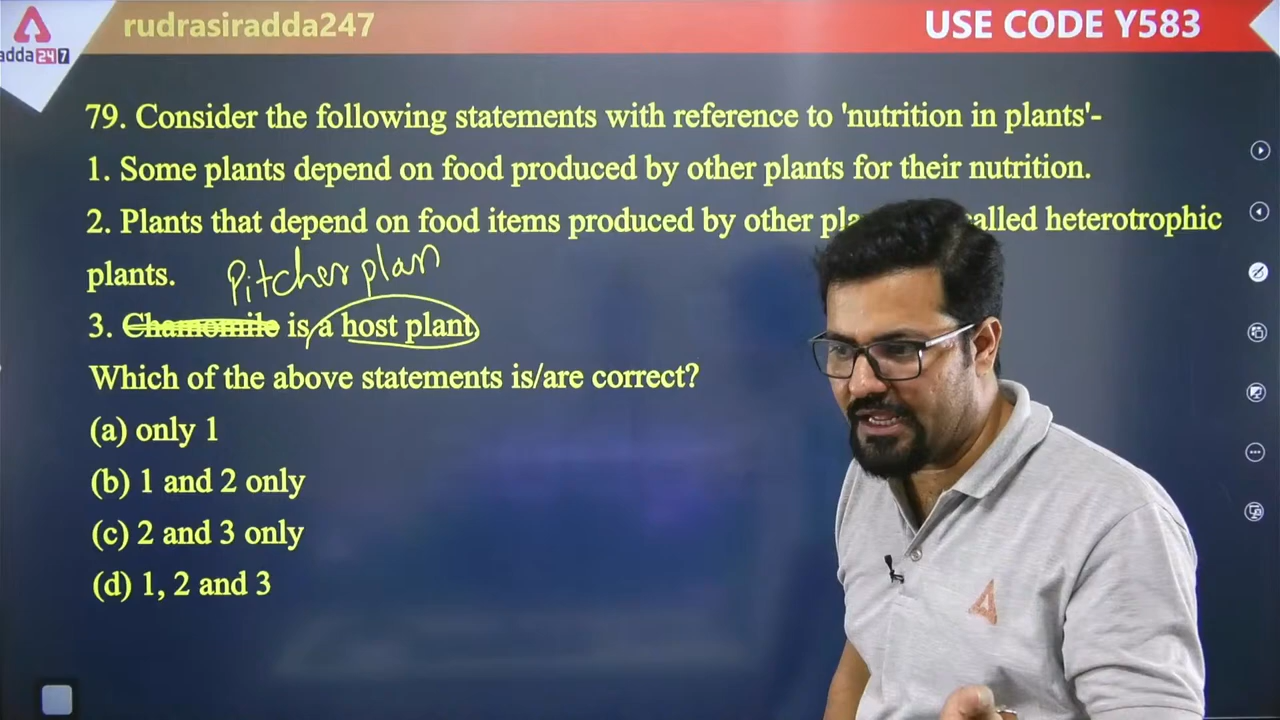 rudrasiradda247
USE CODE Y583
adda247
79. Consider the following statements with reference to 'nutrition in plants'-
1. Some plants depend on food produced by other plants for their nutrition.
2. Plants that depend on food items produced by other pla called heterotrophic
plants.
Pitcher plan
3. Chamomile is a host plant
Which of the above statements is/are correct?
(a) only 1
(b) 1 and 2 only
(c) 2 and 3 only
(d) 1, 2 and 3